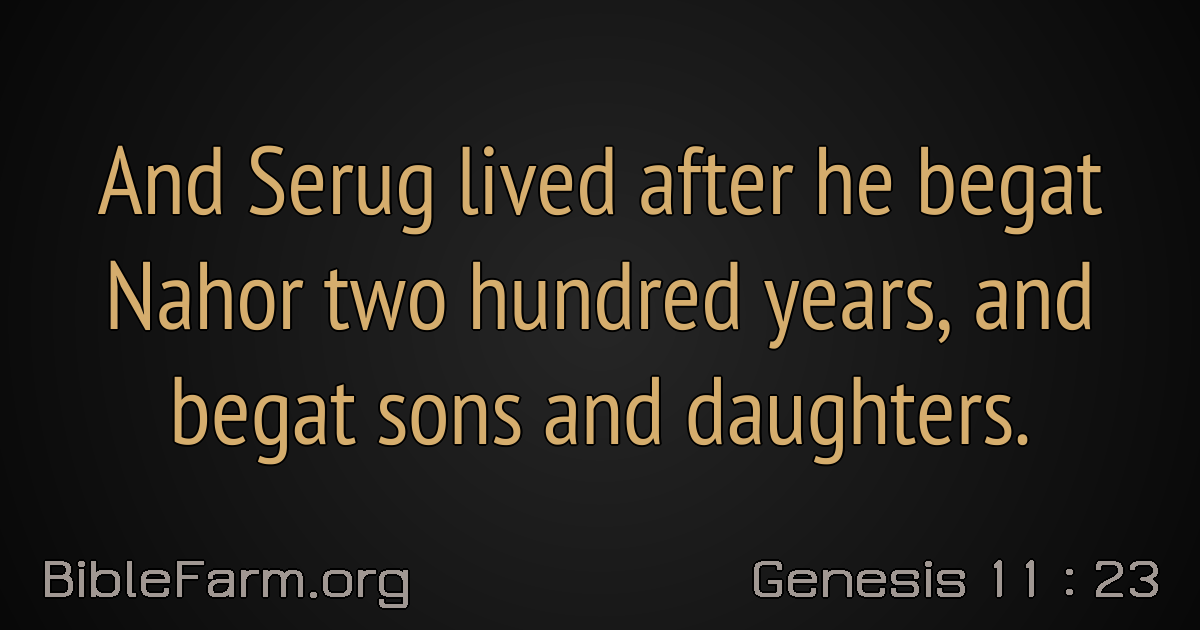 And Serug lived after he begat
Nahor two hundred years, and
begat sons and daughters.
BibleFarm.org
Genesis 11 : 23